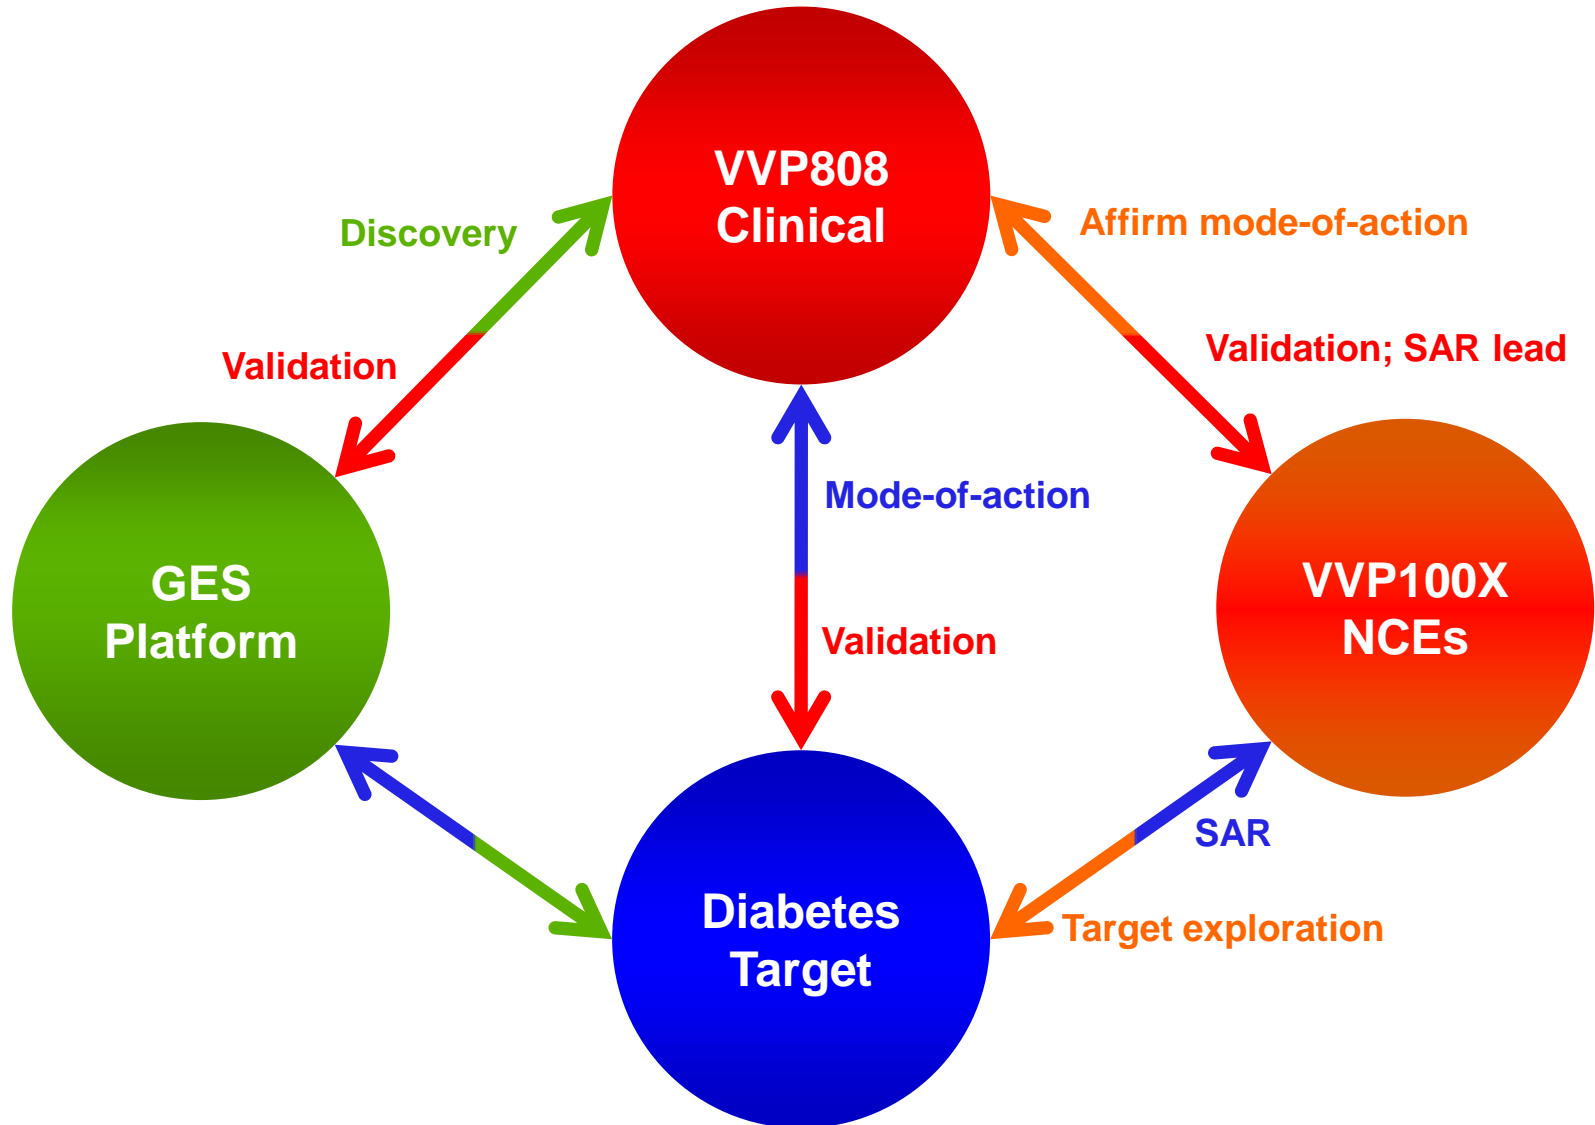 VVP808
Clinical
Discovery
Affirm mode-of-action
Validation
Validation; SAR lead
Mode-of-action
GES
Platform
VVP100X
NCEs
Validation
SAR
Diabetes
Target
Target exploration